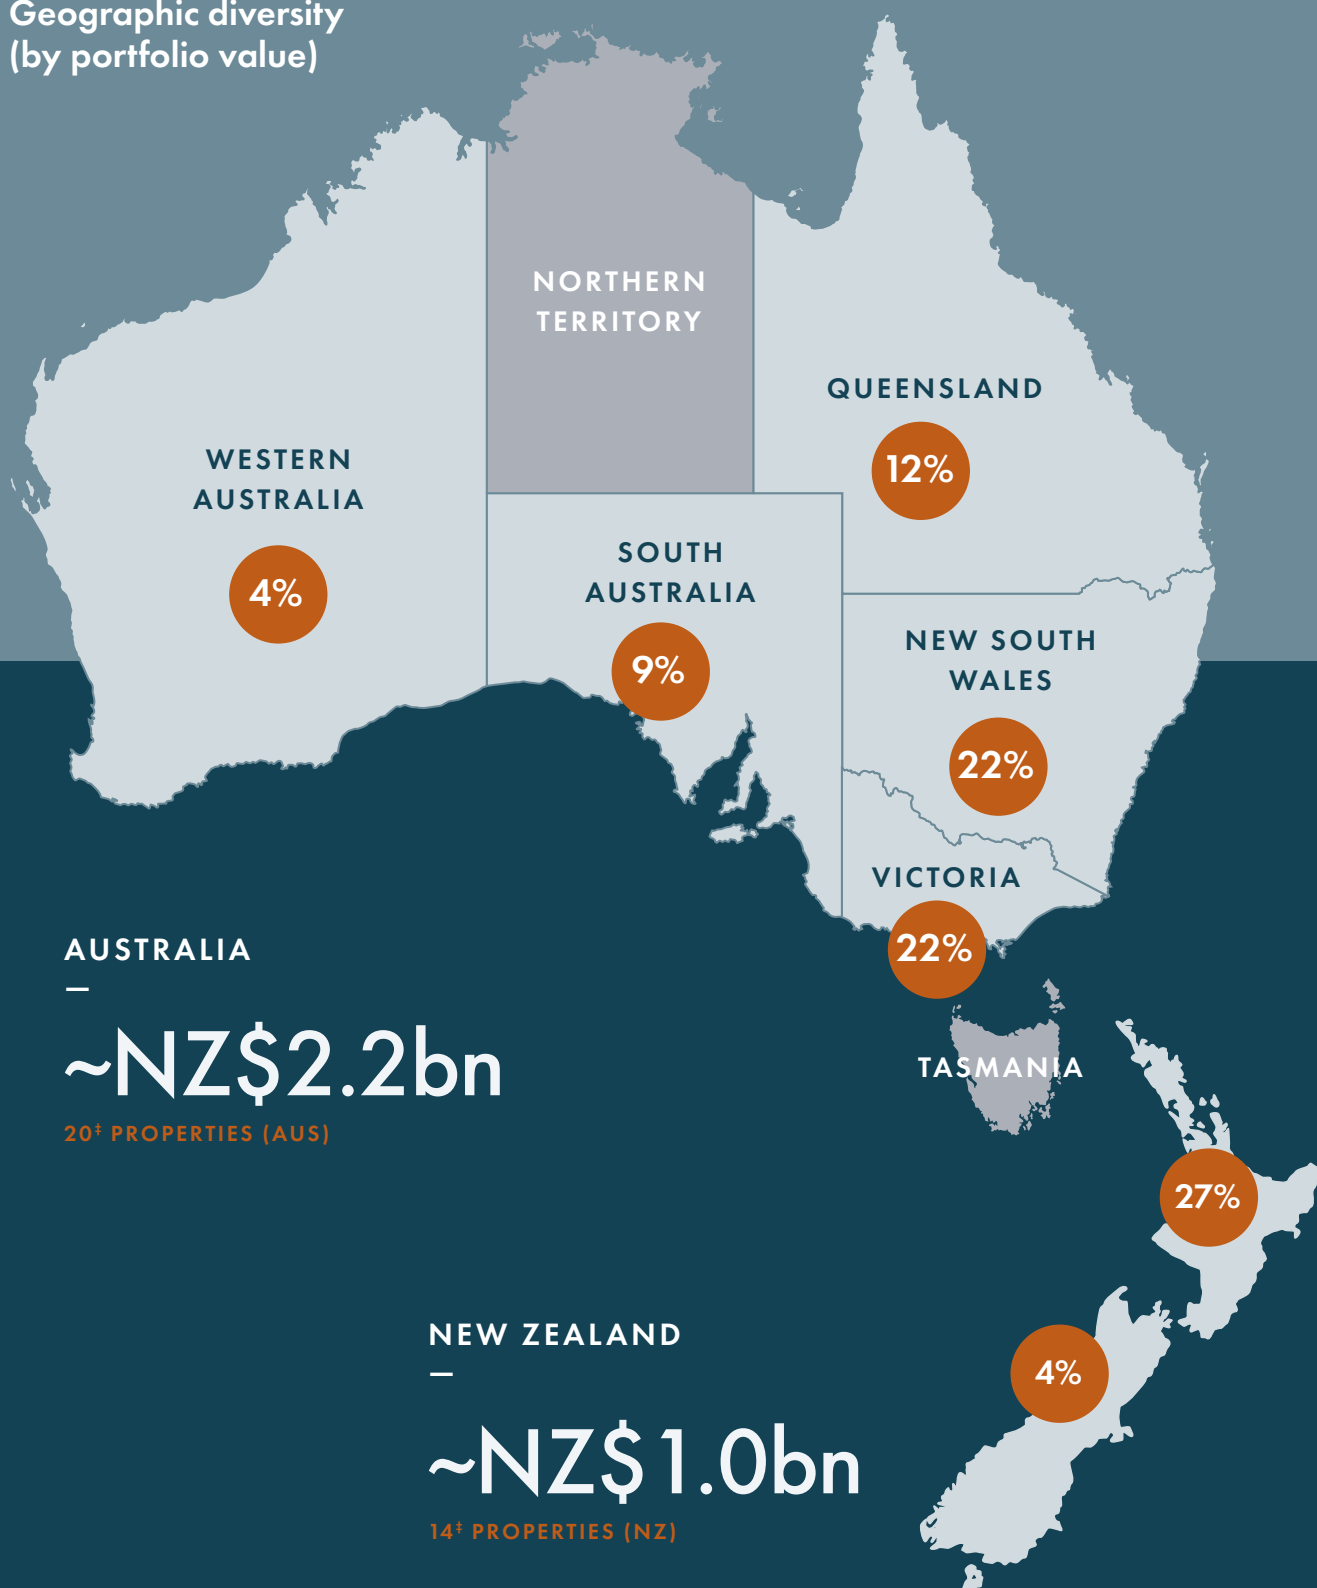 Geographic diversity
(by portfolio value)
NORTHERN
TERRITORY
QUEENSLAND
12%
WESTERN
AUSTRALIA
4%
SOUTH
AUSTRALIA
9%
NEW SOUTH
WALES
22%
VICTORIA
22%
AUSTRALIA
—
~NZ$2.2bn
20‡ PROPERTIES (AUS)
TASMANIA
27%
NEW ZEALAND
—
4%
~NZ$1.0bn
14‡ PROPERTIES (NZ)